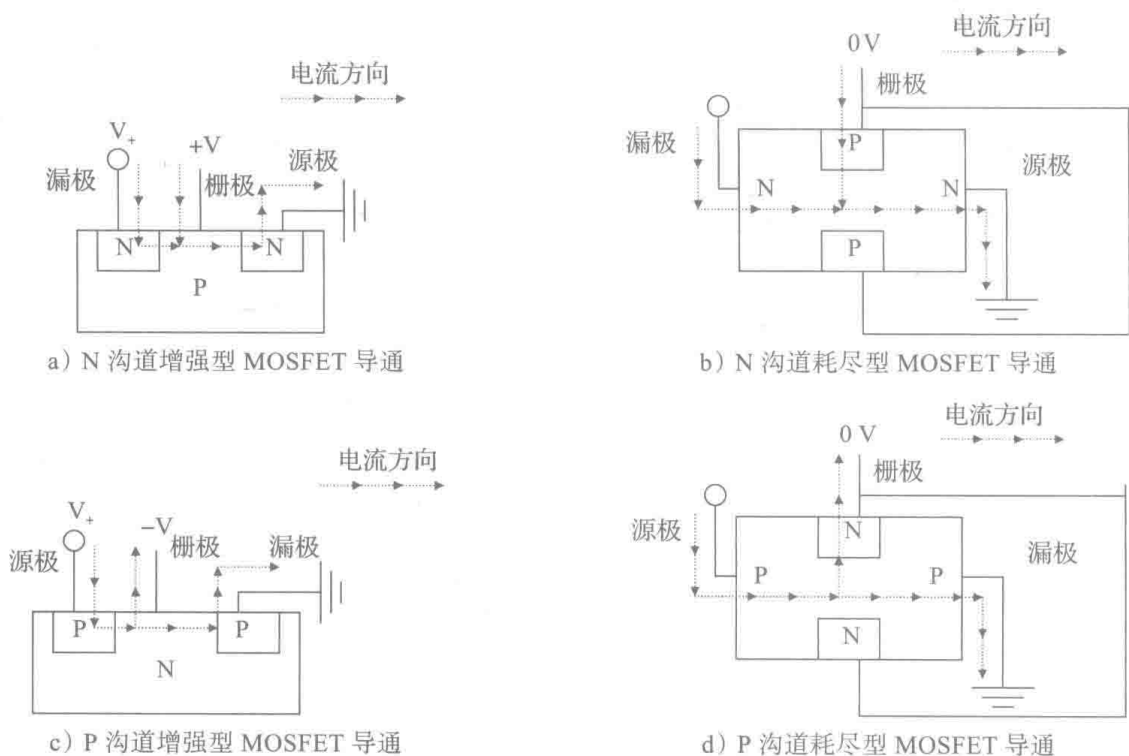 电流方向
V+
+V
漏极
栅极
源极
N
N
P
a）N 沟道增强型 MOSFET 导通
电流方向
0 V
栅极
漏极
源极
P
N
N
P
b）N 沟道耗尽型 MOSFET 导通
电流方向
V+
−V
源极
栅极
漏极
P
P
N
c）P 沟道增强型 MOSFET 导通
电流方向
0 V
栅极
源极
漏极
N
P
P
N
d）P 沟道耗尽型 MOSFET 导通